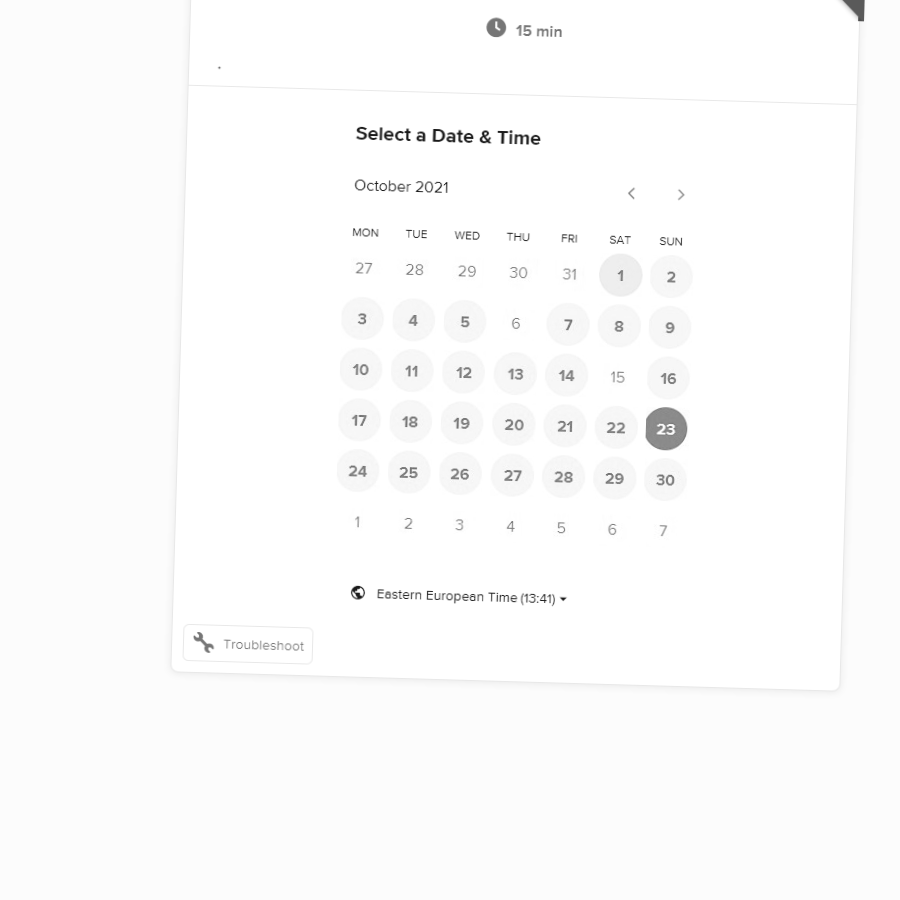 15 min
.
Select a Date & Time
October 2021
MON TUE WED THU FRI SAT SUN
27 28 29 30 31 1 2
3 4 5 6 7 8 9
10 11 12 13 14 15 16
17 18 19 20 21 22 23
24 25 26 27 28 29 30
1 2 3 4 5 6 7
Eastern European Time (13:41)
Troubleshoot